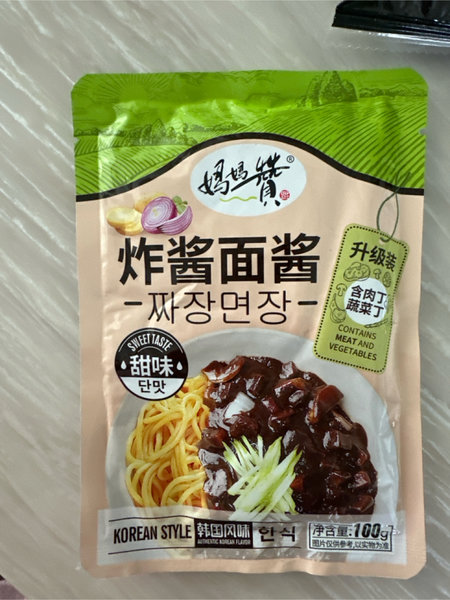 妈妈赞®
炸酱面酱
-짜장면장-
升级装
含肉丁
蔬菜丁
CONTAINS
MEAT AND
VEGETABLES
SWEET TASTE
甜味
단맛
KOREAN STYLE 韩国风味 한식
AUTHENTIC KOREAN FLAVOR
净含量:100g
图片仅供参考,以实物为准